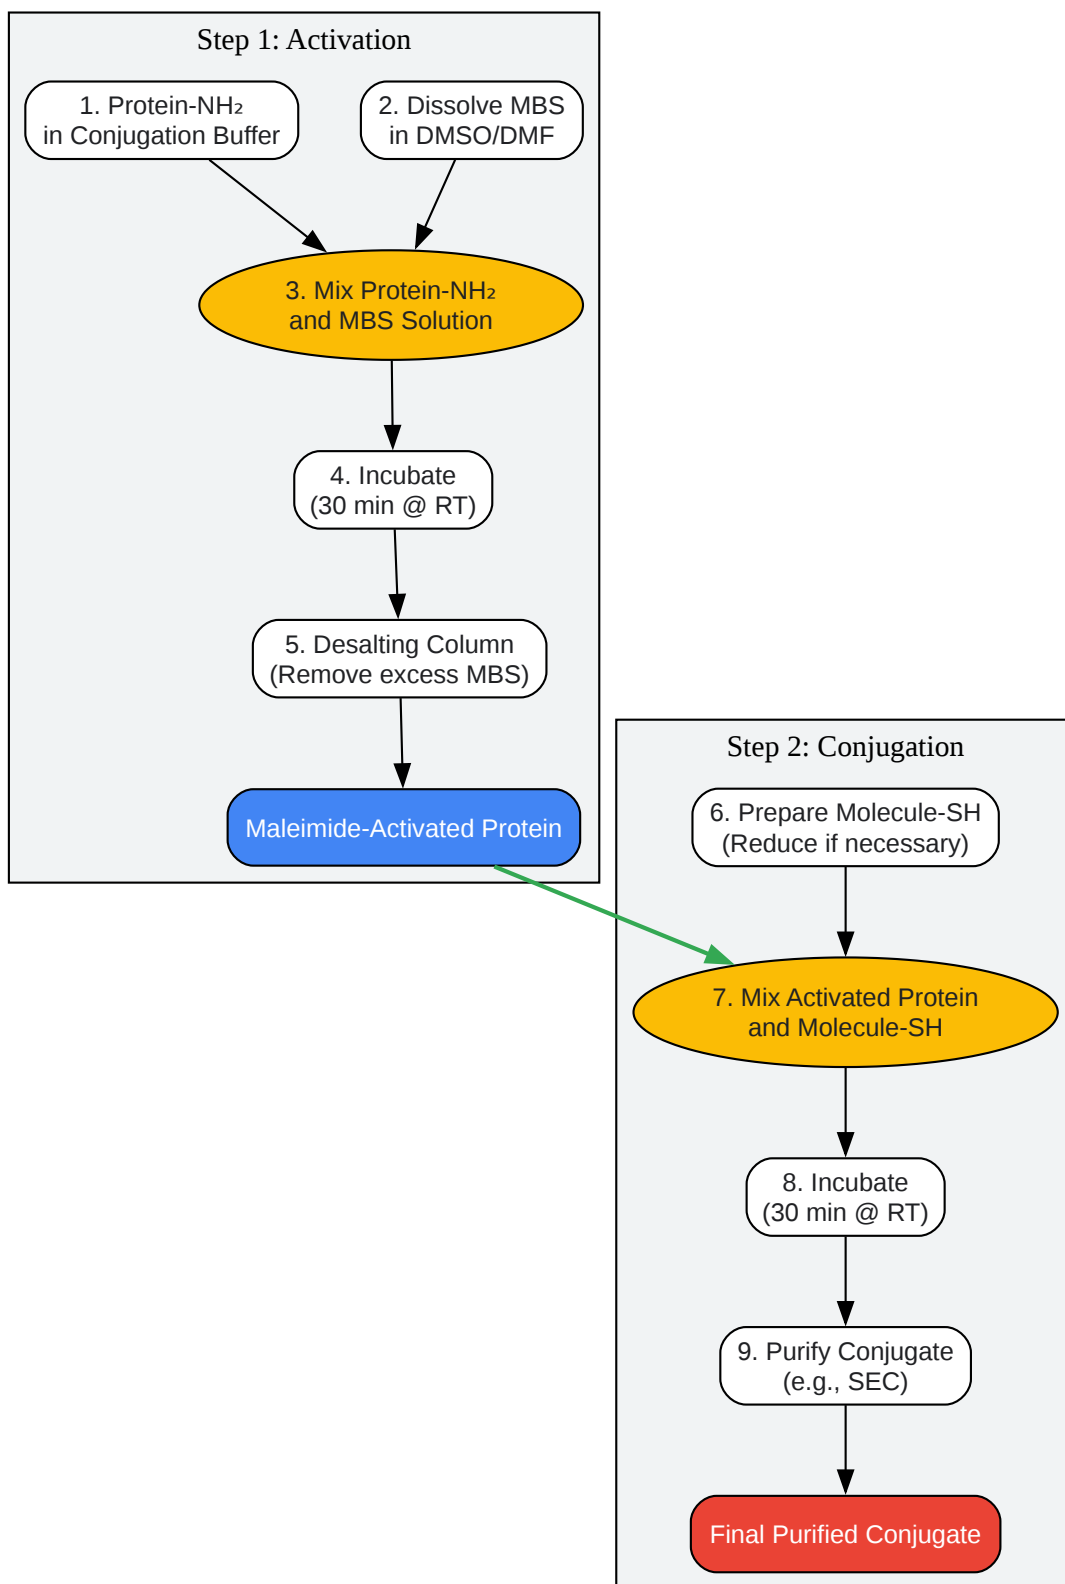 Step 1: Activation
1. Protein-NH₂
in Conjugation Buffer
2. Dissolve MBS
in DMSO/DMF
3. Mix Protein-NH₂
and MBS Solution
4. Incubate
(30 min @ RT)
5. Desalting Column
(Remove excess MBS)
Maleimide-Activated Protein
Step 2: Conjugation
6. Prepare Molecule-SH
(Reduce if necessary)
7. Mix Activated Protein
and Molecule-SH
8. Incubate
(30 min @ RT)
9. Purify Conjugate
(e.g., SEC)
Final Purified Conjugate